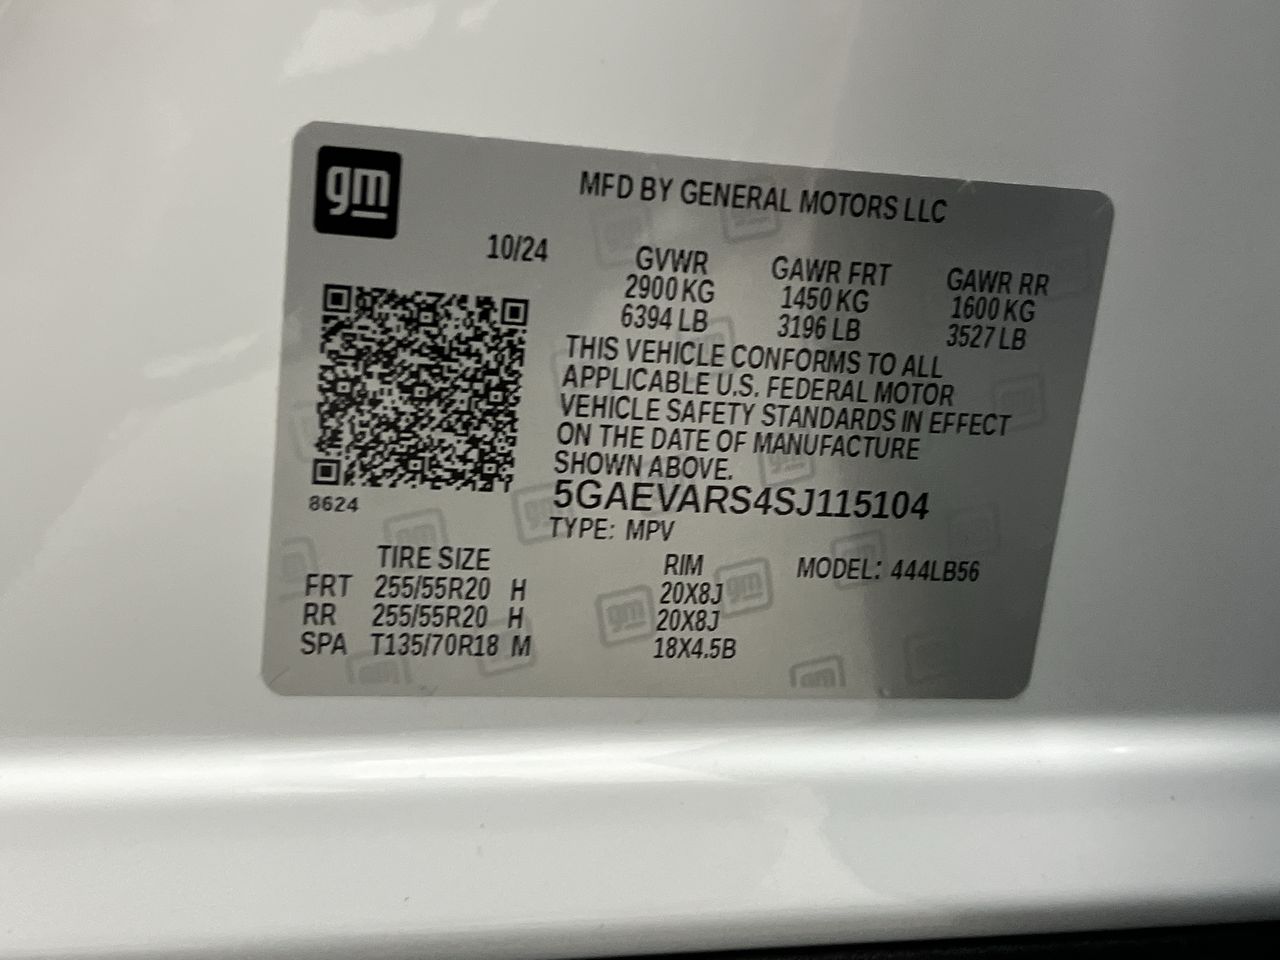 gm
MFD BY GENERAL MOTORS LLC
10/24
GVWR GAWR FRT GAWR RR
2900 KG 1450 KG 1600 KG
6394 LB 3196 LB 3527 LB
THIS VEHICLE CONFORMS TO ALL
APPLICABLE U.S. FEDERAL MOTOR
VEHICLE SAFETY STANDARDS IN EFFECT
ON THE DATE OF MANUFACTURE
SHOWN ABOVE.
8624
5GAEVARS4SJ115104
TYPE: MPV
TIRE SIZE RIM MODEL: 444LB56
FRT 255/55R20 H 20X8J
RR 255/55R20 H 20X8J
SPA T135/70R18 M 18X4.5B